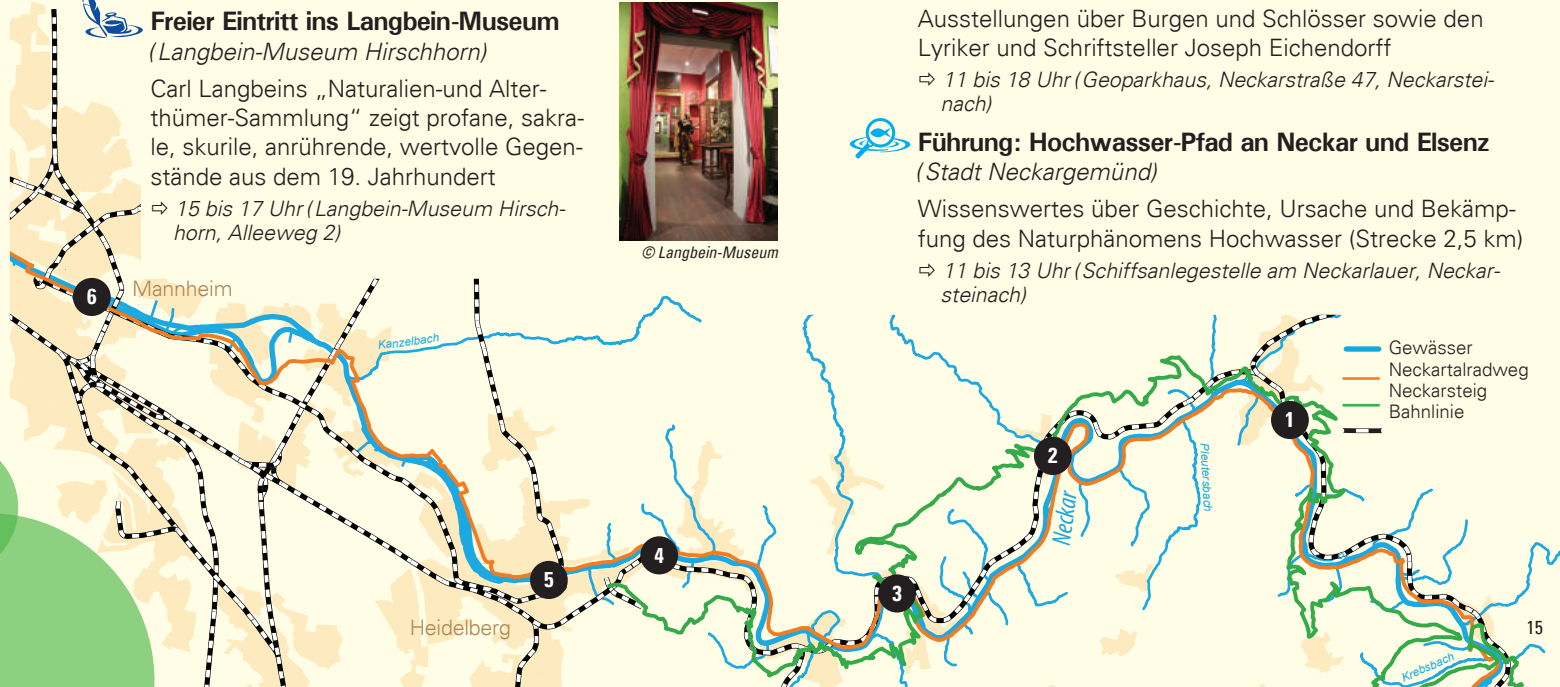 Freier Eintritt ins Langbein-Museum
(Langbein-Museum Hirschhorn)
Carl Langbeins „Naturalien-und Alter-
thümer-Sammlung“ zeigt profane, sakra-
le, skurile, anrührende, wertvolle Gegen-
stände aus dem 19. Jahrhundert
⇨ 15 bis 17 Uhr (Langbein-Museum Hirsch-
horn, Alleeweg 2)
© Langbein-Museum
Ausstellungen über Burgen und Schlösser sowie den
Lyriker und Schriftsteller Joseph Eichendorff
⇨ 11 bis 18 Uhr (Geoparkhaus, Neckarstraße 47, Neckarstei-
nach)
Führung: Hochwasser-Pfad an Neckar und Elsenz
(Stadt Neckargemünd)
Wissenswertes über Geschichte, Ursache und Bekämp-
fung des Naturphänomens Hochwasser (Strecke 2,5 km)
⇨ 11 bis 13 Uhr (Schiffsanlegestelle am Neckarlauer, Neckar-
steinach)
6
Mannheim
Kanzelbach
Gewässer
Neckartalradweg
Neckarsteig
Bahnlinie
1
2
Pleutersbach
Neckar
4
5
3
Heidelberg
Krebsbach
15